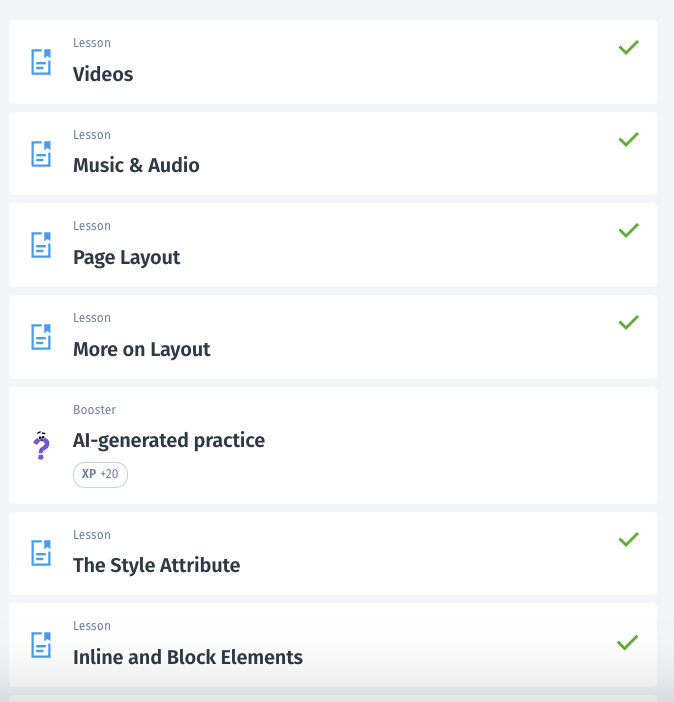 Lesson
Videos
Lesson
Music & Audio
Lesson
Page Layout
Lesson
More on Layout
Booster
AI-generated practice
XP +20
Lesson
The Style Attribute
Lesson
Inline and Block Elements